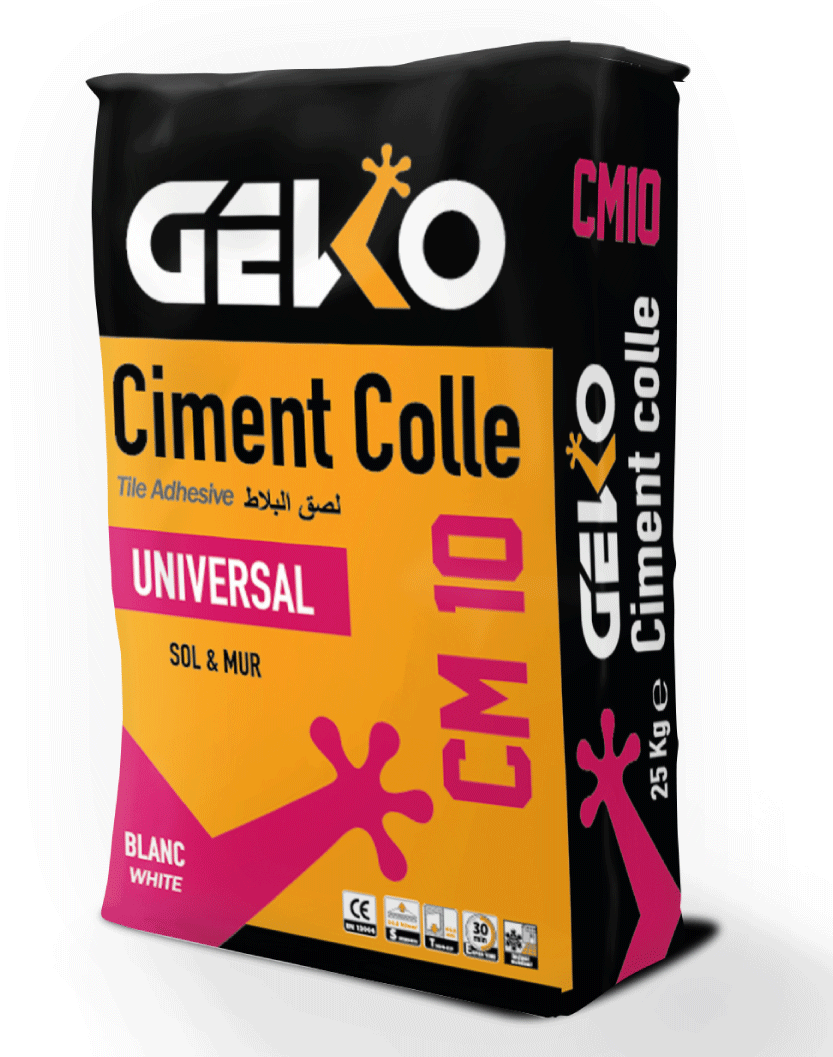 GEKO
Ciment Colle
Tile Adhesive لصق البلاط
UNIVERSAL
SOL & MUR
CM 10
BLANC
WHITE
CE
30
min
CM10
GEKO
Ciment colle
25 Kg e